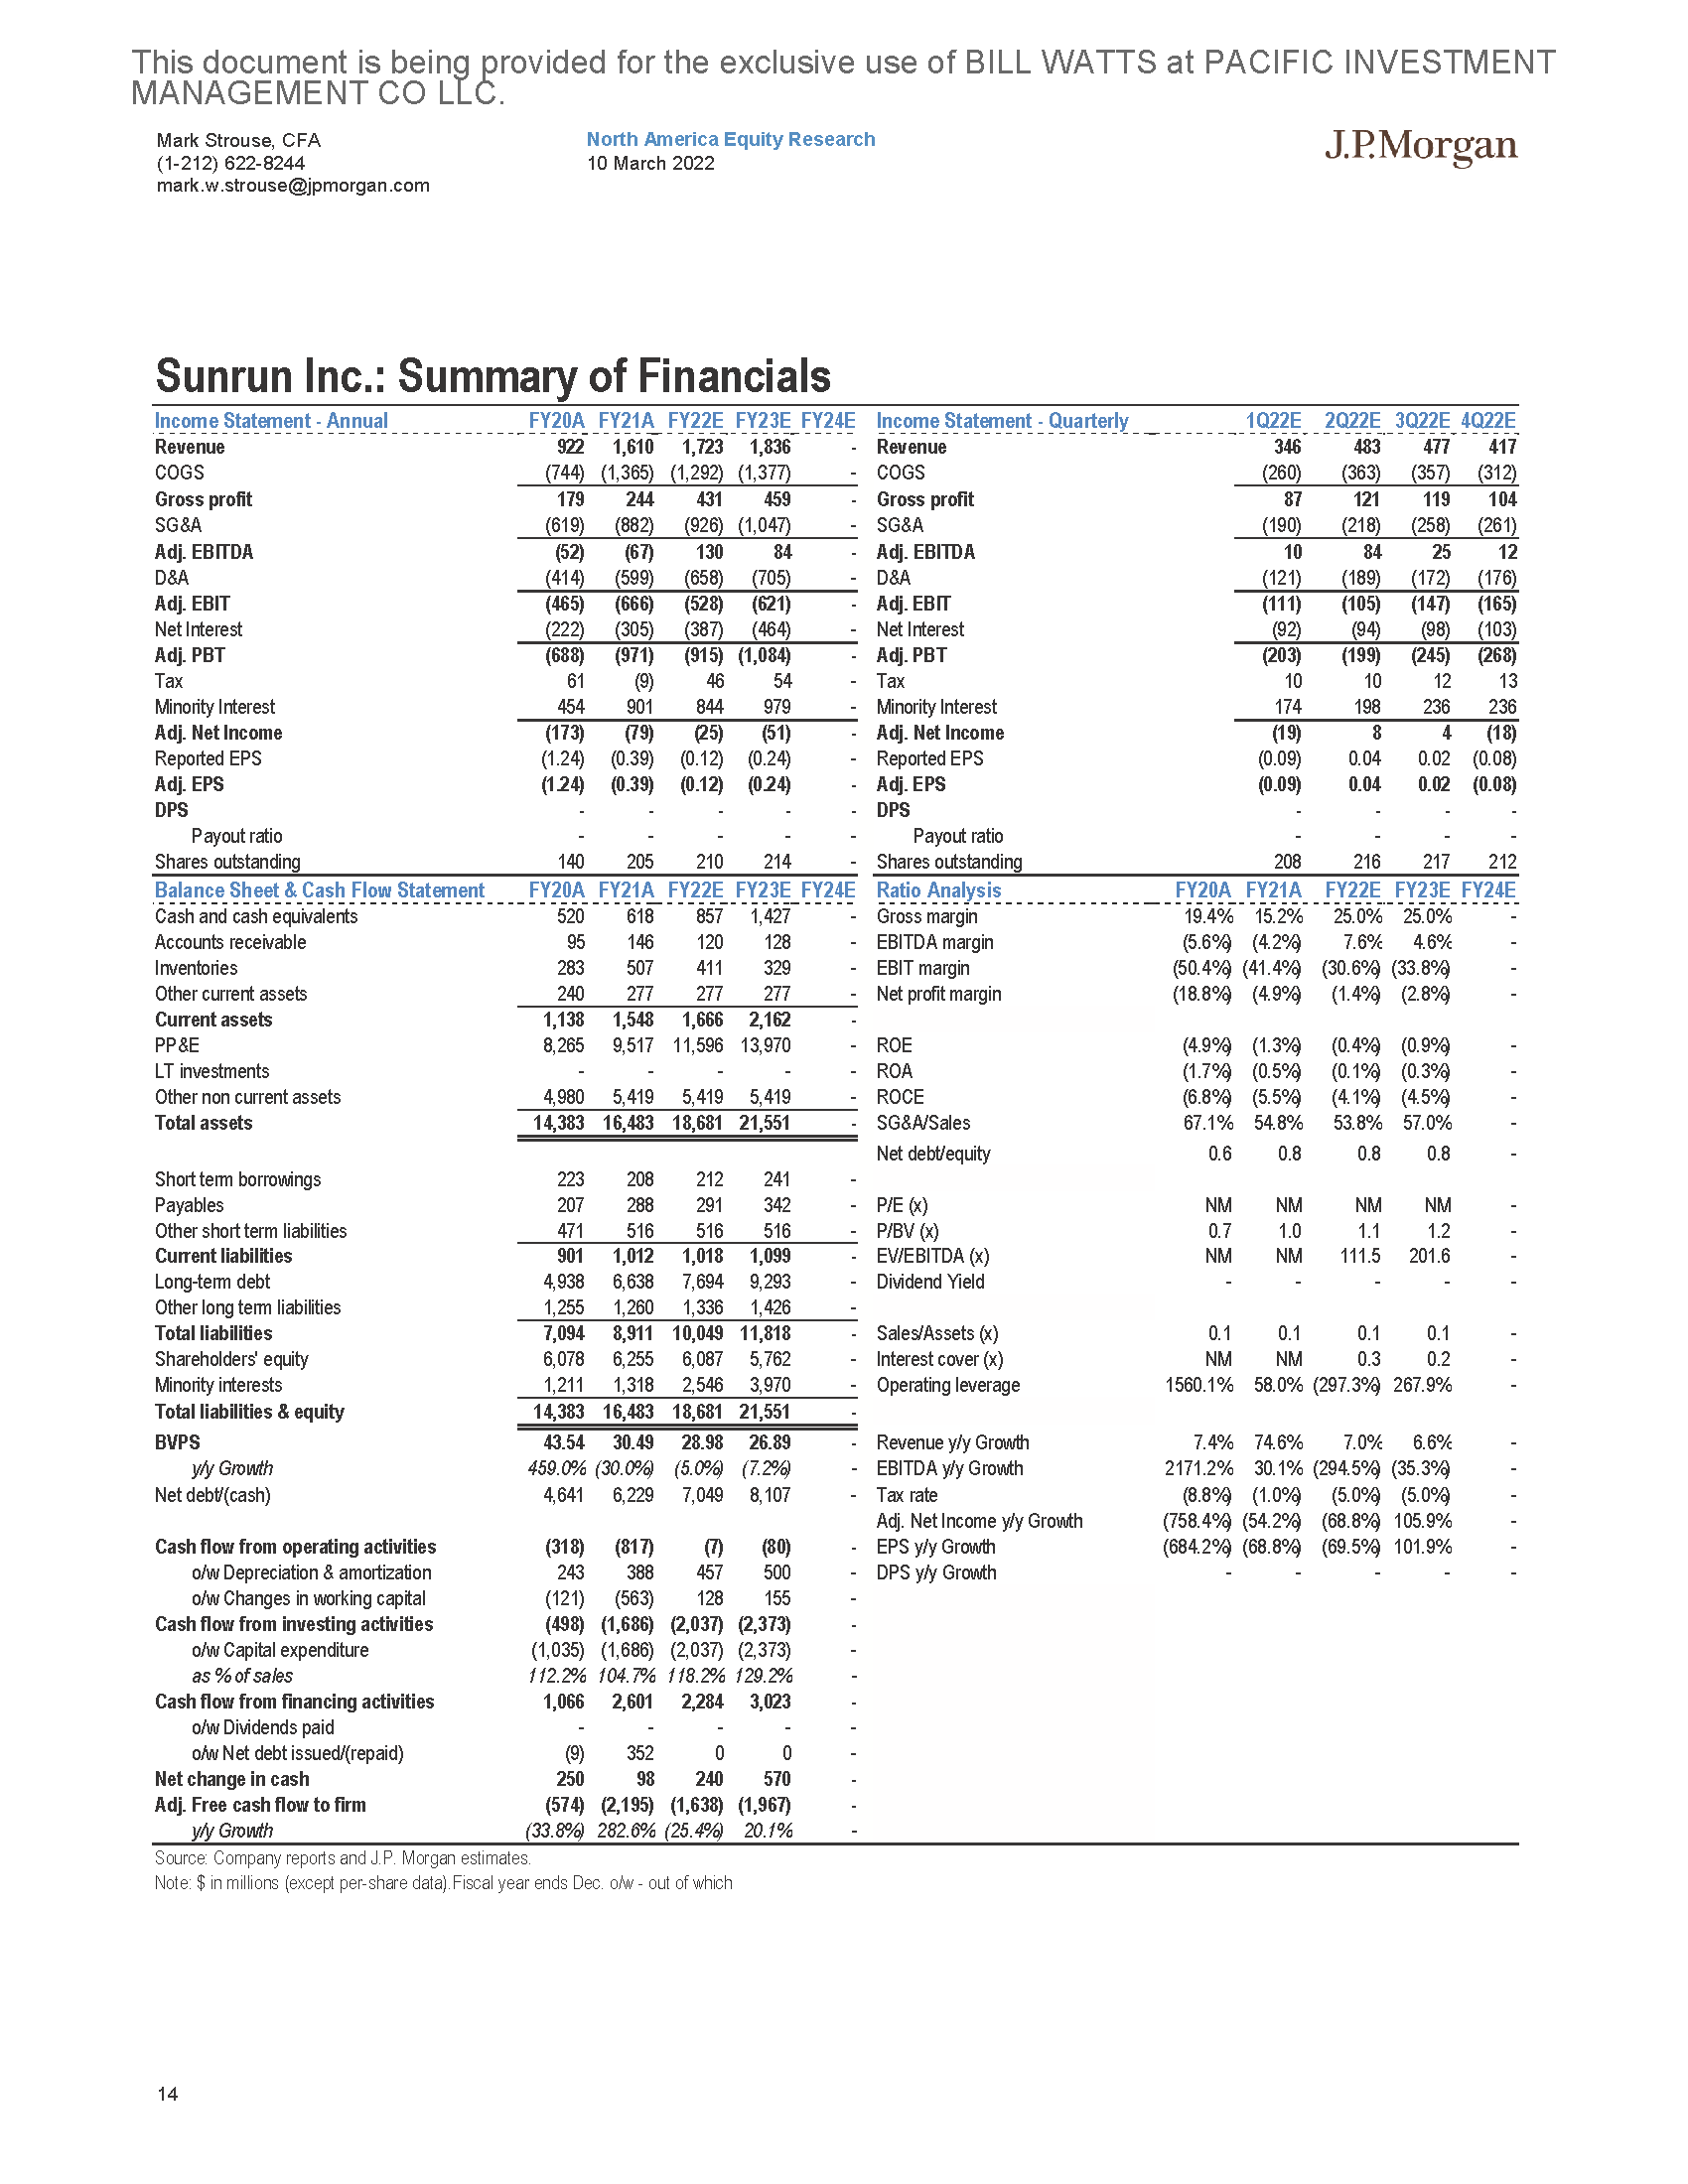 This document is being provided for the exclusive use of BILL WATTS at PACIFIC INVESTMENT
MANAGEMENT CO LLC.
Mark Strouse, CFA
(1-212) 622-8244
mark.w.strouse@jpmorgan.com
North America Equity Research
10 March 2022
J.P.Morgan
Sunrun Inc.: Summary of Financials
Income Statement - Annual FY20A FY21A FY22E FY23E FY24E
Revenue 922 1,610 1,723 1,836 -
COGS (744) (1,365) (1,292) (1,377) -
Gross profit 179 244 431 459 -
SG&A (619) (882) (926) (1,047) -
Adj. EBITDA (52) (67) 130 84 -
D&A (414) (599) (658) (705) -
Adj. EBIT (465) (666) (528) (621) -
Net Interest (222) (305) (387) (464) -
Adj. PBT (688) (971) (915) (1,084) -
Tax 61 (9) 46 54 -
Minority Interest 454 901 844 979 -
Adj. Net Income (173) (79) (25) (51) -
Reported EPS (1.24) (0.39) (0.12) (0.24) -
Adj. EPS (1.24) (0.39) (0.12) (0.24) -
DPS - - - - -
Payout ratio - - - - -
Shares outstanding 140 205 210 214 -
Income Statement - Quarterly 1Q22E 2Q22E 3Q22E 4Q22E
Revenue 346 483 477 417
COGS (260) (363) (357) (312)
Gross profit 87 121 119 104
SG&A (190) (218) (258) (261)
Adj. EBITDA 10 84 25 12
D&A (121) (189) (172) (176)
Adj. EBIT (111) (105) (147) (165)
Net Interest (92) (94) (98) (103)
Adj. PBT (203) (199) (245) (268)
Tax 10 10 12 13
Minority Interest 174 198 236 236
Adj. Net Income (19) 8 4 (18)
Reported EPS (0.09) 0.04 0.02 (0.08)
Adj. EPS (0.09) 0.04 0.02 (0.08)
DPS - - - -
Payout ratio - - - -
Shares outstanding 208 216 217 212
Balance Sheet & Cash Flow Statement FY20A FY21A FY22E FY23E FY24E
Cash and cash equivalents 520 618 857 1,427 -
Accounts receivable 95 146 120 128 -
Inventories 283 507 411 329 -
Other current assets 240 277 277 277 -
Current assets 1,138 1,548 1,666 2,162 -
PP&E 8,265 9,517 11,596 13,970 -
LT investments - - - - -
Other non current assets 4,980 5,419 5,419 5,419 -
Total assets 14,383 16,483 18,681 21,551 -
Short term borrowings 223 208 212 241 -
Payables 207 288 291 342 -
Other short term liabilities 471 516 516 516 -
Current liabilities 901 1,012 1,018 1,099 -
Long-term debt 4,938 6,638 7,694 9,293 -
Other long term liabilities 1,255 1,260 1,336 1,426 -
Total liabilities 7,094 8,911 10,049 11,818 -
Shareholders' equity 6,078 6,255 6,087 5,762 -
Minority interests 1,211 1,318 2,546 3,970 -
Total liabilities & equity 14,383 16,483 18,681 21,551 -
BVPS 43.54 30.49 28.98 26.89 -
y/y Growth 459.0% (30.0%) (5.0%) (7.2%) -
Net debt/(cash) 4,641 6,229 7,049 8,107 -
Cash flow from operating activities (318) (817) (7) (80) -
o/w Depreciation & amortization 243 388 457 500 -
o/w Changes in working capital (121) (563) 128 155 -
Cash flow from investing activities (498) (1,686) (2,037) (2,373) -
o/w Capital expenditure (1,035) (1,686) (2,037) (2,373) -
as % of sales 112.2% 104.7% 118.2% 129.2% -
Cash flow from financing activities 1,066 2,601 2,284 3,023 -
o/w Dividends paid - - - - -
o/w Net debt issued/(repaid) (9) 352 0 0 -
Net change in cash 250 98 240 570 -
Adj. Free cash flow to firm (574) (2,195) (1,638) (1,967) -
y/y Growth (33.8%) 282.6% (25.4%) 20.1% -
Ratio Analysis FY20A FY21A FY22E FY23E FY24E
Gross margin 19.4% 15.2% 25.0% 25.0% -
EBITDA margin (5.6%) (4.2%) 7.6% 4.6% -
EBIT margin (50.4%) (41.4%) (30.6%) (33.8%) -
Net profit margin (18.8%) (4.9%) (1.4%) (2.8%) -
ROE (4.9%) (1.3%) (0.4%) (0.9%) -
ROA (1.7%) (0.5%) (0.1%) (0.3%) -
ROCE (6.8%) (5.5%) (4.1%) (4.5%) -
SG&A/Sales 67.1% 54.8% 53.8% 57.0% -
Net debt/equity 0.6 0.8 0.8 0.8 -
P/E (x) NM NM NM NM -
P/BV (x) 0.7 1.0 1.1 1.2 -
EV/EBITDA (x) NM NM 111.5 201.6 -
Dividend Yield - - - - -
Sales/Assets (x) 0.1 0.1 0.1 0.1 -
Interest cover (x) NM NM 0.3 0.2 -
Operating leverage 1560.1% 58.0% (297.3%) 267.9% -
Revenue y/y Growth 7.4% 74.6% 7.0% 6.6% -
EBITDA y/y Growth 2171.2% 30.1% (294.5%) (35.3%) -
Tax rate (8.8%) (1.0%) (5.0%) (5.0%) -
Adj. Net Income y/y Growth (758.4%) (54.2%) (68.8%) 105.9% -
EPS y/y Growth (684.2%) (68.8%) (69.5%) 101.9% -
DPS y/y Growth - - - - -
Source: Company reports and J.P. Morgan estimates.
Note: $ in millions (except per-share data).Fiscal year ends Dec. o/w - out of which
14